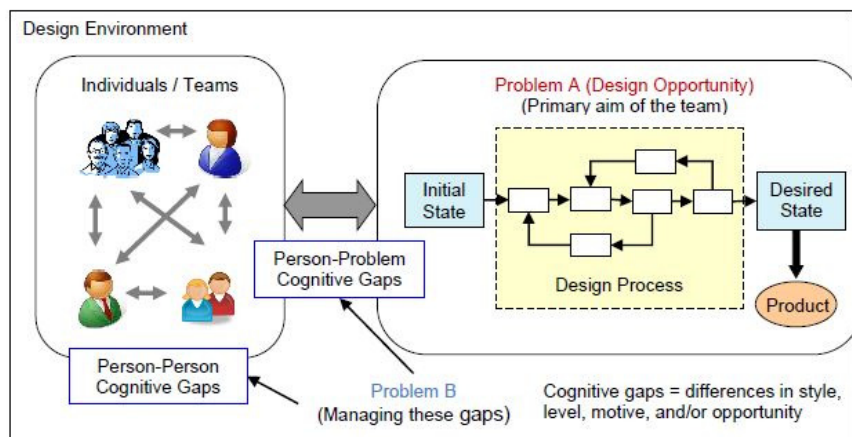 Design Environment
Individuals / Teams
Problem A (Design Opportunity)
(Primary aim of the team)
Initial
State
Desired
State
Design Process
Product
Person-Problem
Cognitive Gaps
Person-Person
Cognitive Gaps
Problem B
(Managing these gaps)
Cognitive gaps = differences in style,
level, motive, and/or opportunity